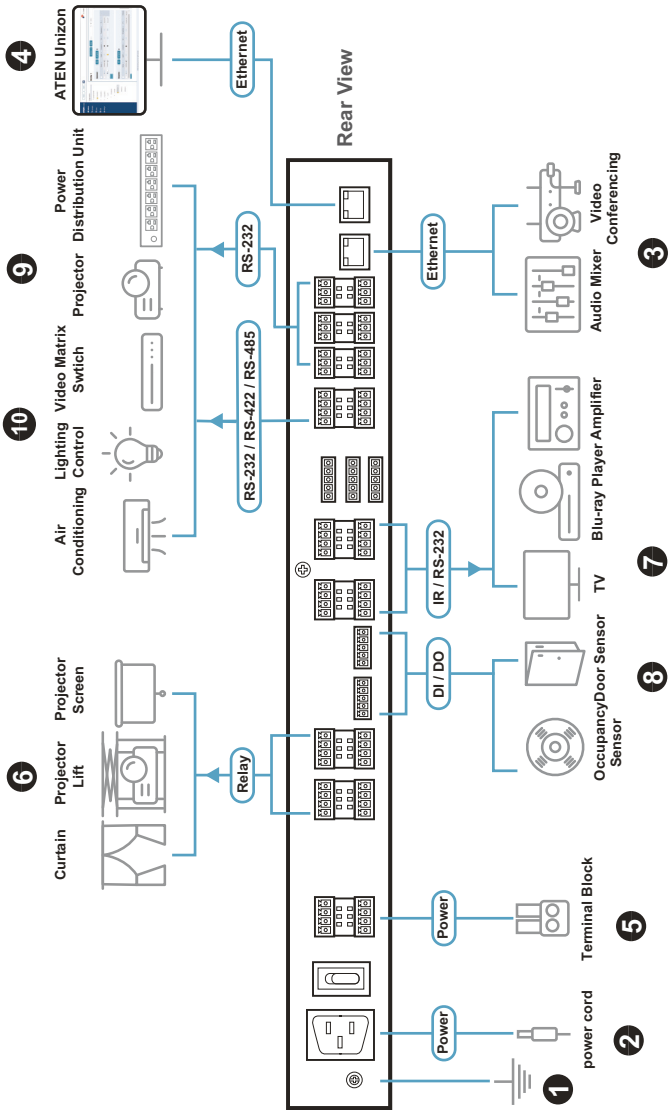 6
10
9
4
Curtain
Projector
Lift
Projector
Screen
Air
Conditioning
Lighting
Control
Video Matrix
Swtich
Projector
Power
Distribution Unit
ATEN Unizon
Relay
RS-232 / RS-422 / RS-485
RS-232
Ethernet
Rear View
Power
Power
DI / DO
IR / RS-232
Ethernet
power cord
Terminal Block
Occupancy
Sensor
Door Sensor
TV
Blu-ray Player
Amplifier
Audio Mixer
Video
Conferencing
1
2
5
8
7
3